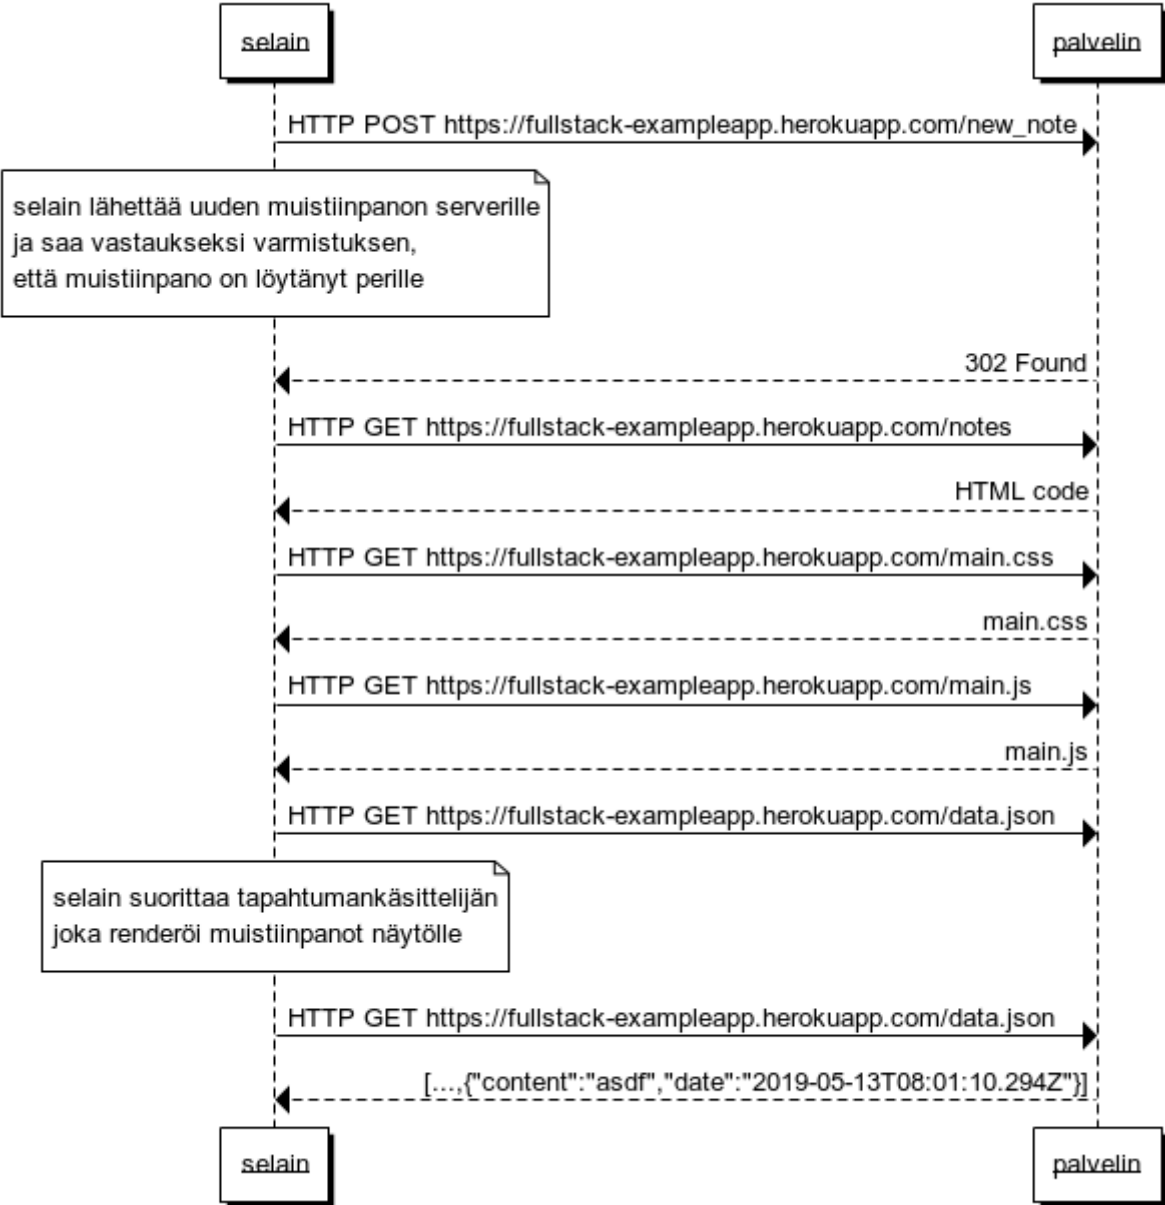 selain palvelin
HTTP POST https://fullstack-exampleapp.herokuapp.com/new_note
selain lähettää uuden muistiinpanon serverille
ja saa vastaukseksi varmistuksen,
että muistiinpano on löytänyt perille
302 Found
HTTP GET https://fullstack-exampleapp.herokuapp.com/notes
HTML code
HTTP GET https://fullstack-exampleapp.herokuapp.com/main.css
main.css
HTTP GET https://fullstack-exampleapp.herokuapp.com/main.js
main.js
HTTP GET https://fullstack-exampleapp.herokuapp.com/data.json
selain suorittaa tapahtumankäsittelijän
joka renderöi muistiinpanot näytölle
HTTP GET https://fullstack-exampleapp.herokuapp.com/data.json
[...,{"content":"asdf","date":"2019-05-13T08:01:10.294Z"}]
selain palvelin